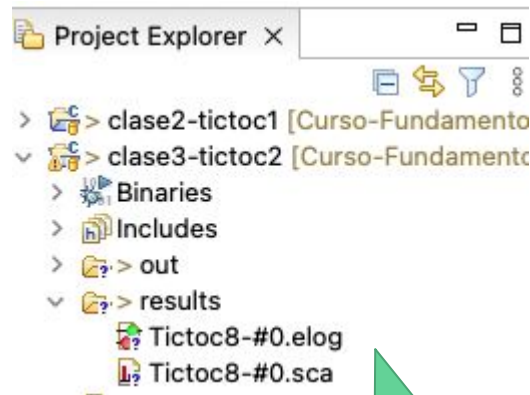 Project Explorer ×
> clase2-tictoc1 [Curso-Fundamento
> clase3-tictoc2 [Curso-Fundamento
Binaries
Includes
> out
> results
Tictoc8-#0.elog
Tictoc8-#0.sca